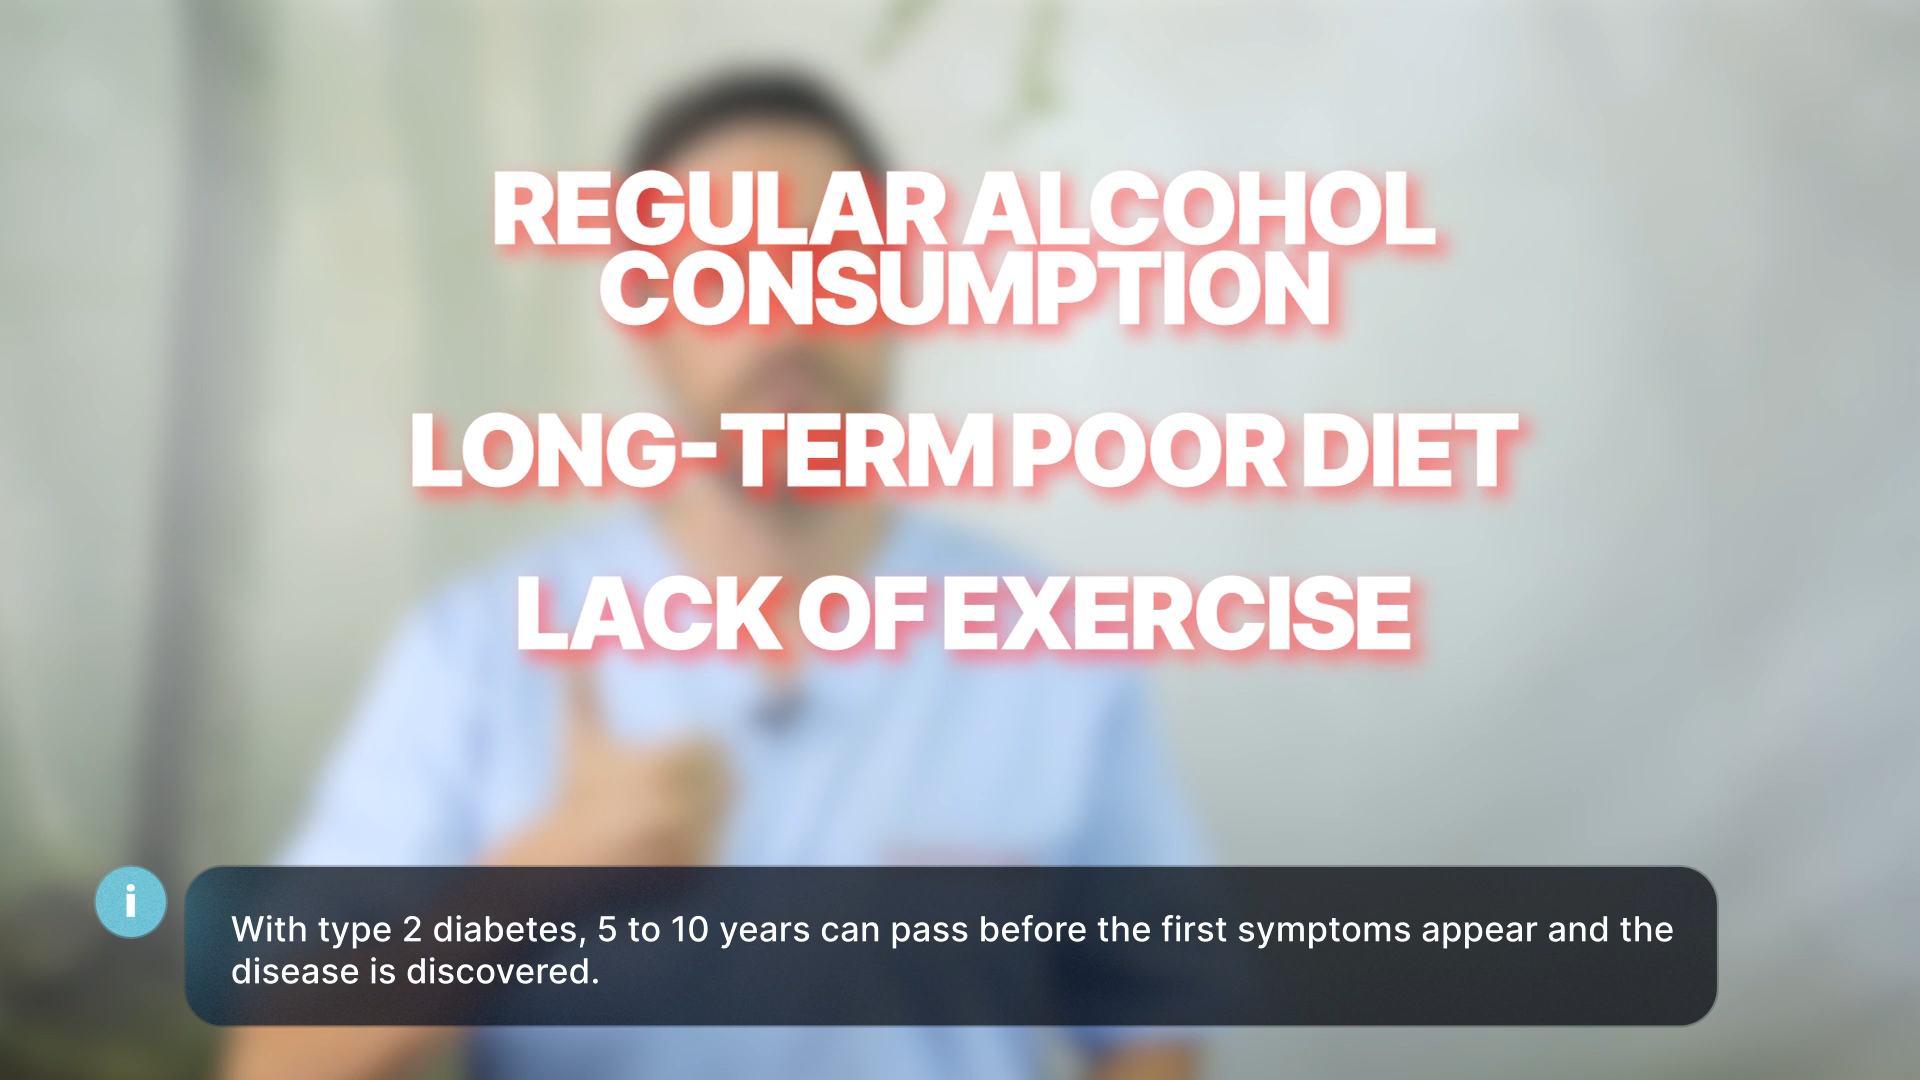 REGULAR ALCOHOL
CONSUMPTION
LONG-TERM POOR DIET
LACK OF EXERCISE
i
With type 2 diabetes, 5 to 10 years can pass before the first symptoms appear and the
disease is discovered.